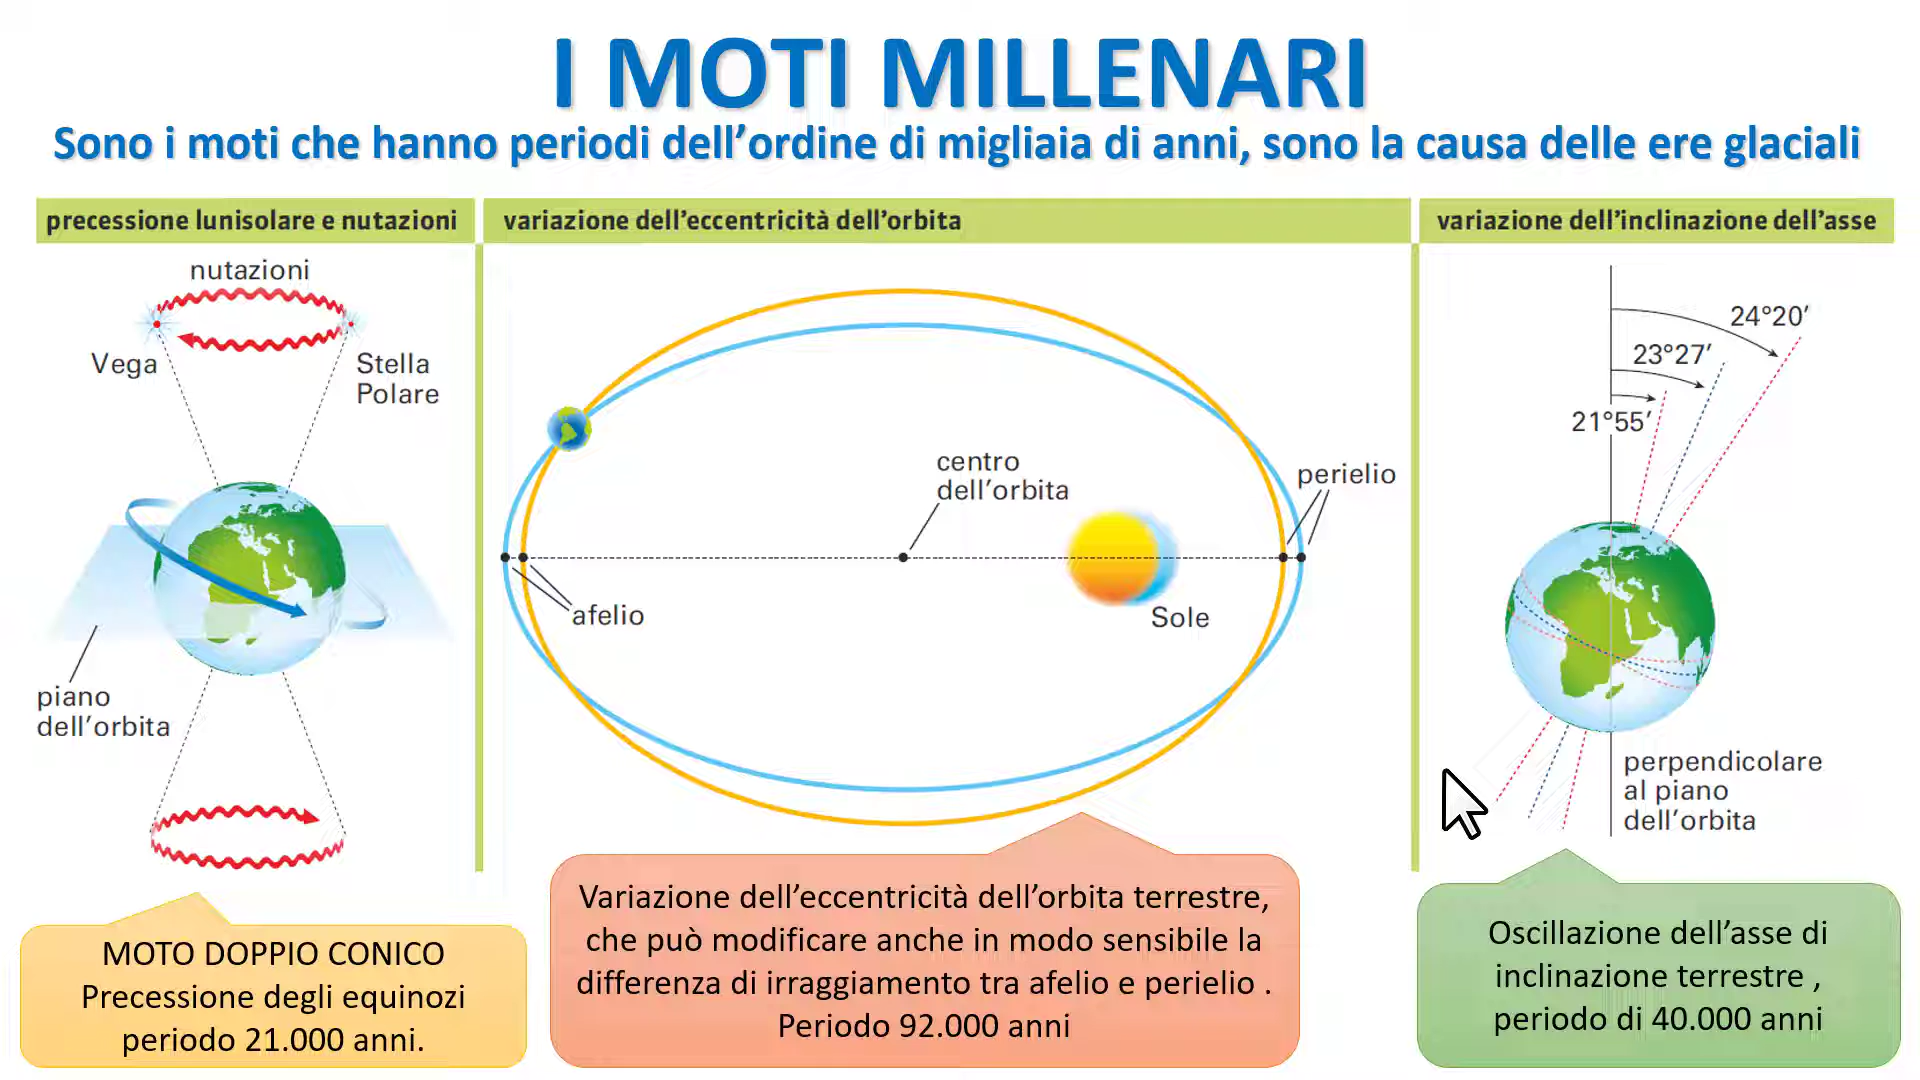 I MOTI MILLENARI
Sono i moti che hanno periodi dell’ordine di migliaia di anni, sono la causa delle ere glaciali
precessione lunisolare e nutazioni
nutazioni
Vega
Stella
Polare
piano
dell’orbita
MOTO DOPPIO CONICO
Precessione degli equinozi
periodo 21.000 anni.
variazione dell’eccentricità dell’orbita
centro
dell’orbita
perielio
afelio
Sole
Variazione dell’eccentricità dell’orbita terrestre,
che può modificare anche in modo sensibile la
differenza di irraggiamento tra afelio e perielio .
Periodo 92.000 anni
variazione dell’inclinazione dell’asse
24°20’
23°27’
21°55’
perpendicolare
al piano
dell’orbita
Oscillazione dell’asse di
inclinazione terrestre ,
periodo di 40.000 anni